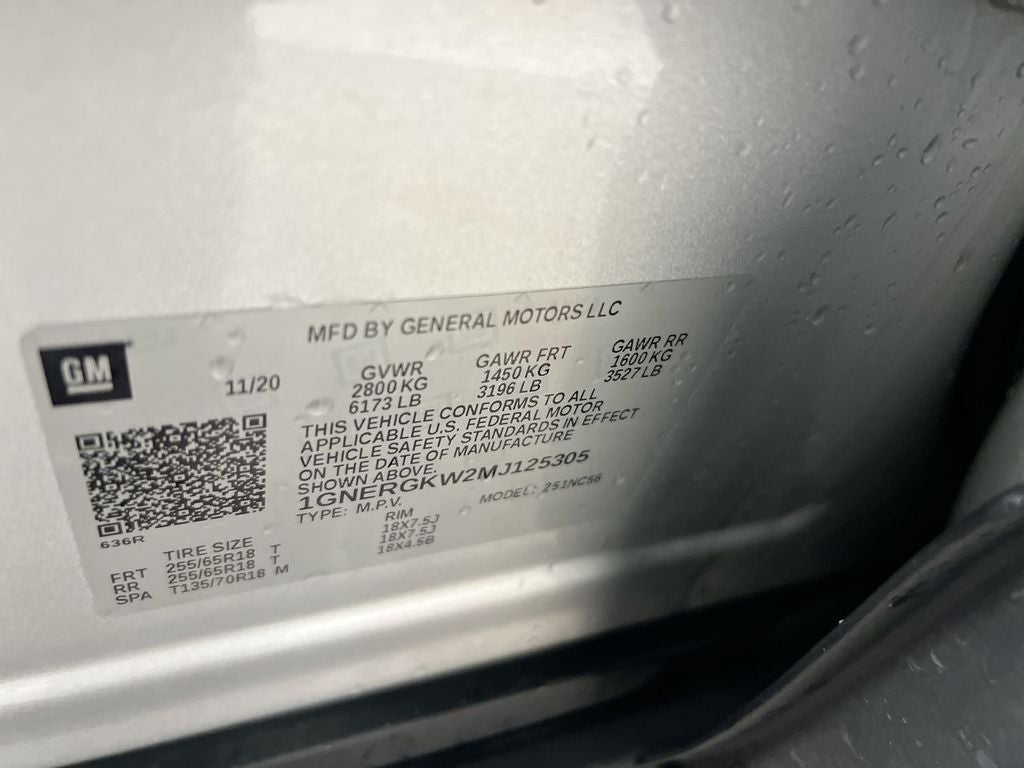 MFD BY GENERAL MOTORS LLC
GM
11/20
GVWR
2800 KG
6173 LB
GAWR FRT
1450 KG
3196 LB
GAWR RR
1600 KG
3527 LB
THIS VEHICLE CONFORMS TO ALL
APPLICABLE U.S. FEDERAL MOTOR
VEHICLE SAFETY STANDARDS IN EFFECT
ON THE DATE OF MANUFACTURE
SHOWN ABOVE.
1GNERGKW2MJ125305
TYPE: M.P.V.
MODEL: 251NC56
636R
TIRE SIZE
RIM
FRT 255/65R18 T 18X7.5J
RR 255/65R18 T 18X7.5J
SPA T135/70R18 M 18X4.5B